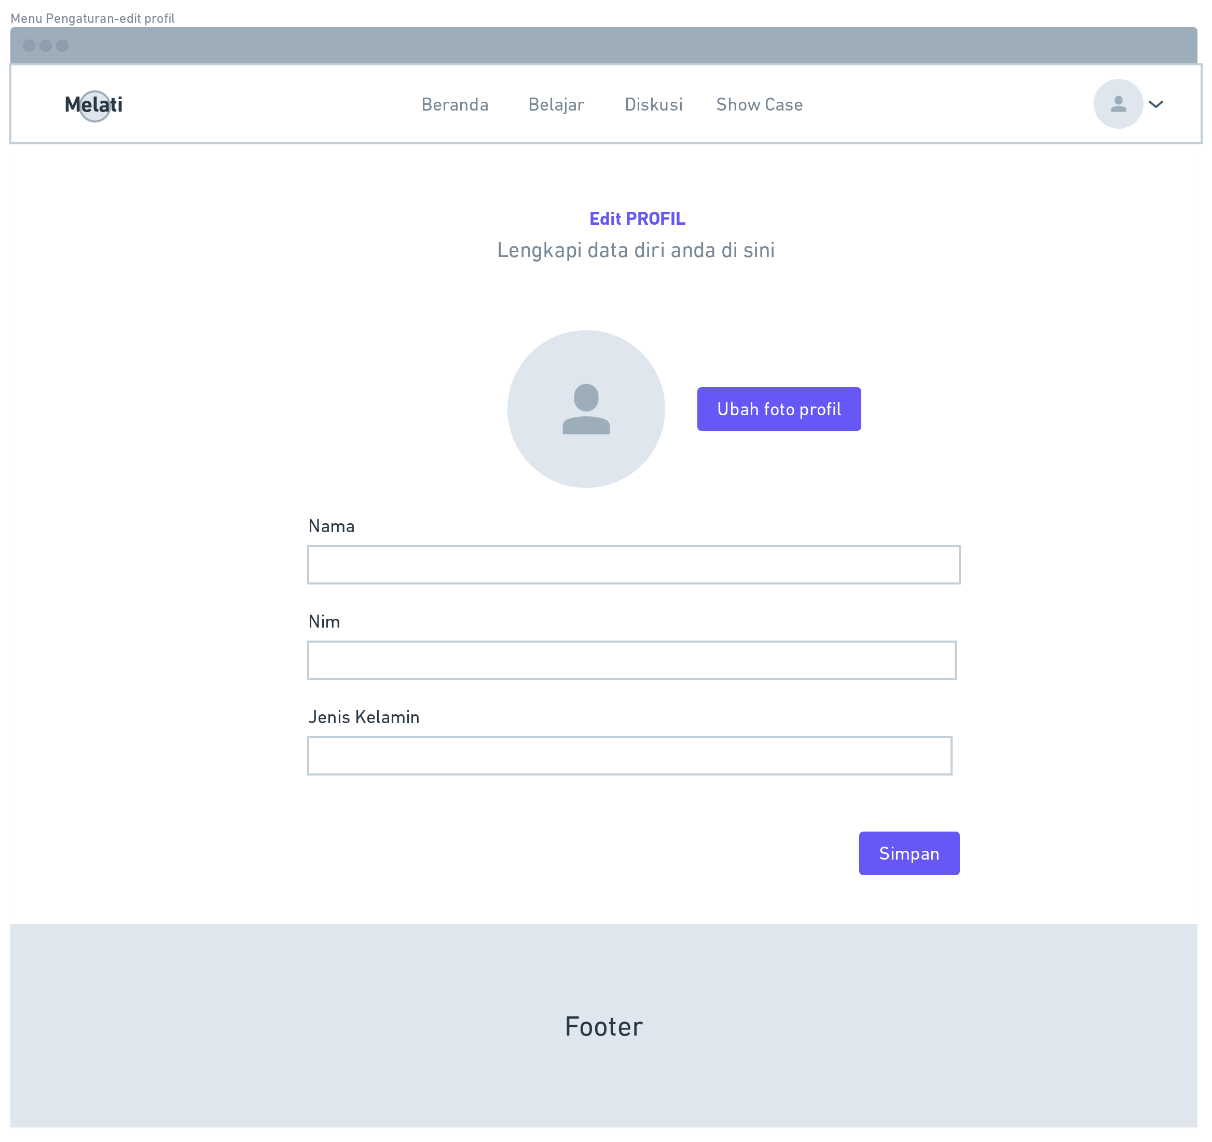 Menu Pengaturan-edit profil
Melati
Beranda Belajar Diskusi Show Case
Edit PROFIL
Lengkapi data diri anda di sini
Ubah foto profil
Nama
Nim
Jenis Kelamin
Simpan
Footer